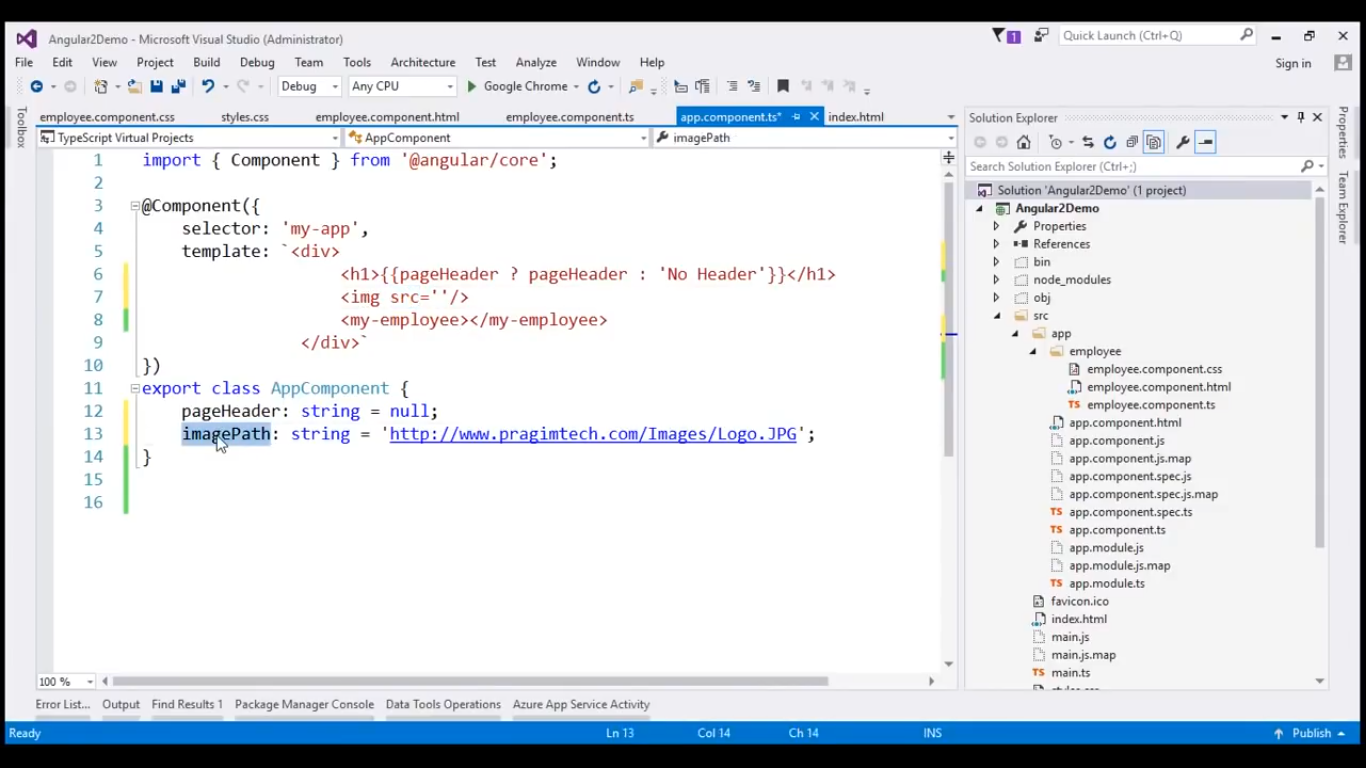 Angular2Demo - Microsoft Visual Studio (Administrator)
1
Quick Launch (Ctrl+Q)
File Edit View Project Build Debug Team Tools Architecture Test Analyze Window Help
Sign in
Debug Any CPU Google Chrome
Toolbox
employee.component.css styles.css employee.component.html employee.component.ts app.component.ts* index.html
TypeScript Virtual Projects AppComponent imagePath
1 import { Component } from '@angular/core';
2
3 @Component({
4 selector: 'my-app',
5 template: `<div>
6 <h1>{{pageHeader ? pageHeader : 'No Header'}}</h1>
7 <img src=''/>
8 <my-employee></my-employee>
9 </div>`
10 })
11 export class AppComponent {
12 pageHeader: string = null;
13 imagePath: string = 'http://www.pragimtech.com/Images/Logo.JPG';
14 }
15
16
100 %
Solution Explorer
Search Solution Explorer (Ctrl+;)
Solution 'Angular2Demo' (1 project)
Angular2Demo
Properties
References
bin
node_modules
obj
src
app
employee
employee.component.css
employee.component.html
employee.component.ts
app.component.html
app.component.js
app.component.js.map
app.component.spec.js
app.component.spec.js.map
app.component.spec.ts
app.component.ts
app.module.js
app.module.js.map
app.module.ts
favicon.ico
index.html
main.js
main.js.map
main.ts
Properties
Team Explorer
Error List... Output Find Results 1 Package Manager Console Data Tools Operations Azure App Service Activity
Ready Ln 13 Col 14 Ch 14 INS Publish